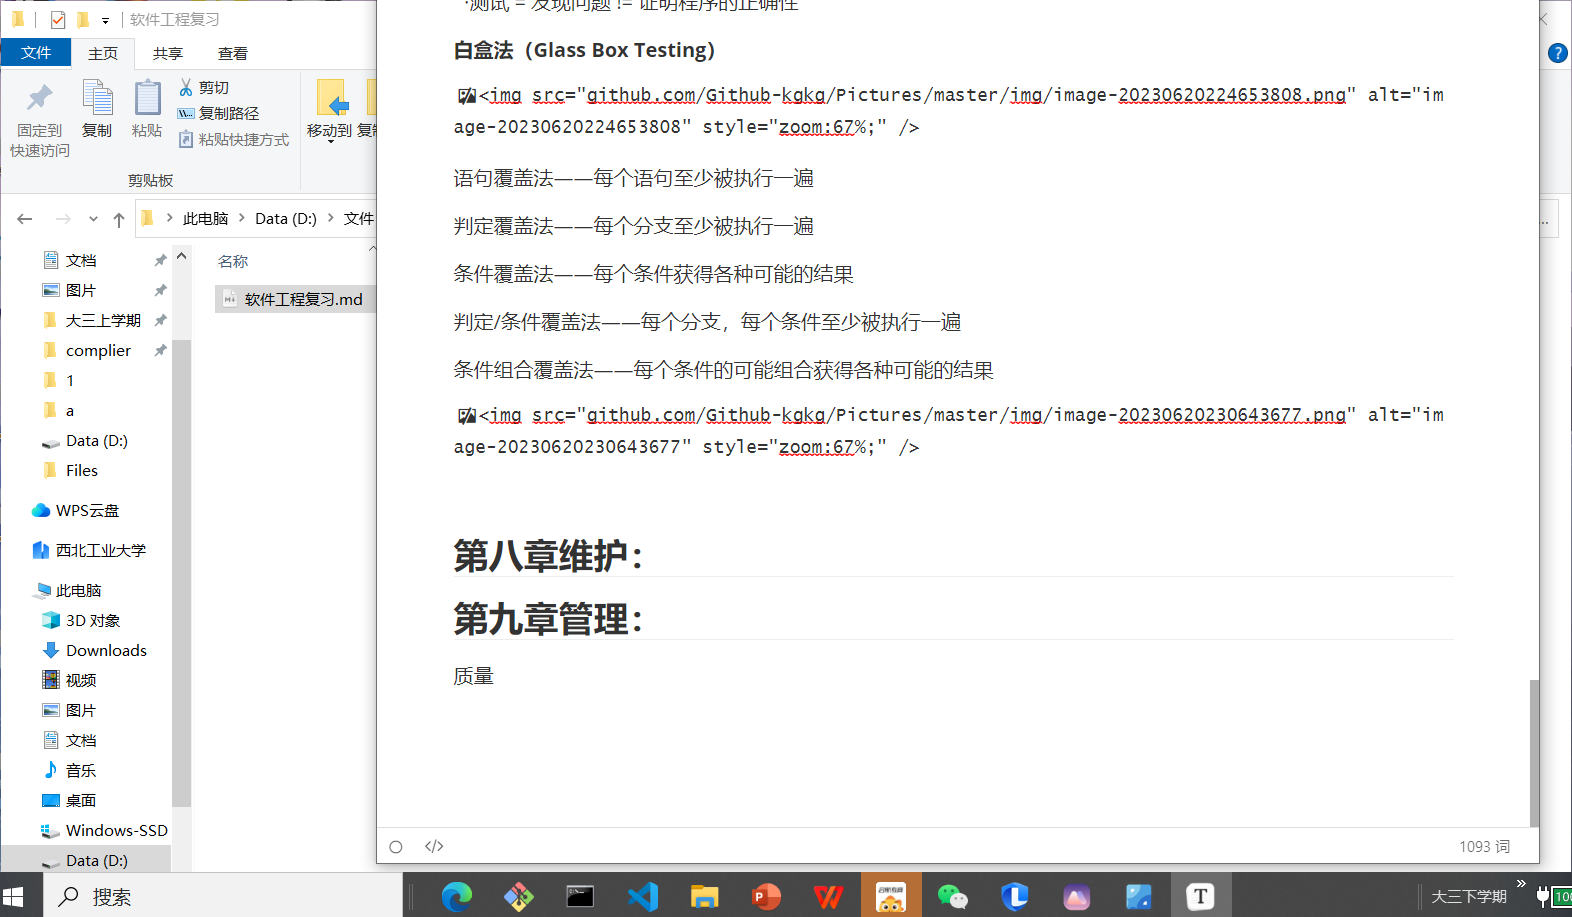 软件工程复习
文件
主页
共享
查看
固定到
快速访问
复制
粘贴
剪切
复制路径
粘贴快捷方式
移动到
剪贴板
此电脑
Data (D:)
文件
文档
图片
大三上学期
complier
1
a
Data (D:)
Files
WPS云盘
西北工业大学
此电脑
3D 对象
Downloads
视频
图片
文档
音乐
桌面
Windows-SSD
Data (D:)
名称
软件工程复习.md
·测试 = 发现问题 != 证明程序的正确性
白盒法（Glass Box Testing）
<img src="github.com/Github-kgkg/Pictures/master/img/image-20230620224653808.png" alt="im
age-20230620224653808" style="zoom:67%;" />
语句覆盖法——每个语句至少被执行一遍
判定覆盖法——每个分支至少被执行一遍
条件覆盖法——每个条件获得各种可能的结果
判定/条件覆盖法——每个分支，每个条件至少被执行一遍
条件组合覆盖法——每个条件的可能组合获得各种可能的结果
<img src="github.com/Github-kgkg/Pictures/master/img/image-20230620230643677.png" alt="im
age-20230620230643677" style="zoom:67%;" />
第八章维护：
第九章管理：
质量
</>
1093 词
搜索
大三下学期